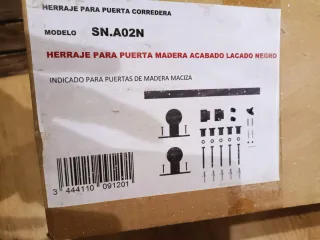 HERRAJE PARA PUERTA CORREDERA
MODELO SN.A02N
HERRAJE PARA PUERTA MADERA ACABADO LACADO NEGRO
INDICADO PARA PUERTAS DE MADERA MACIZA
3 444110 091201